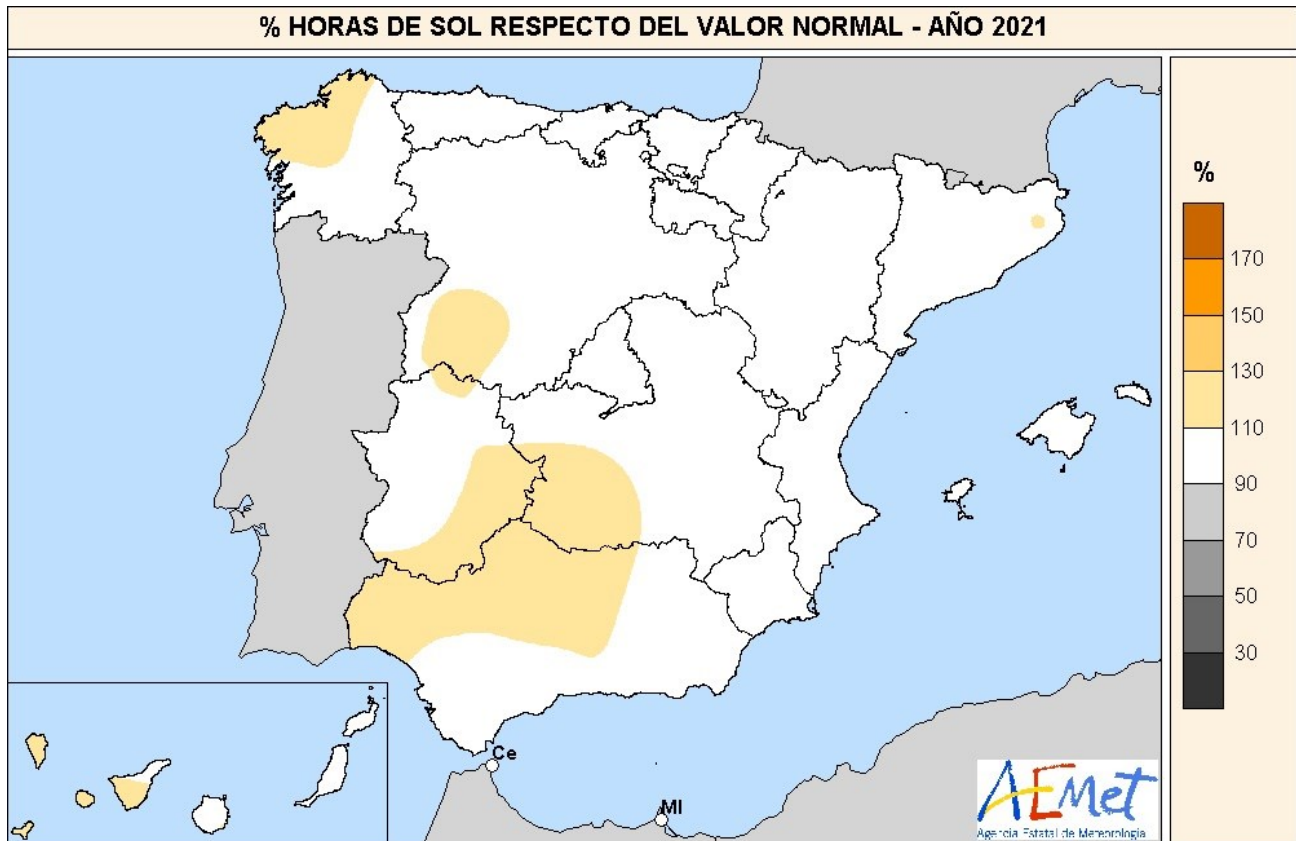 % HORAS DE SOL RESPECTO DEL VALOR NORMAL - AÑO 2021
%
170
150
130
110
90
70
50
30
Ce
Ml
AEMet
Agencia Estatal de Meteorología